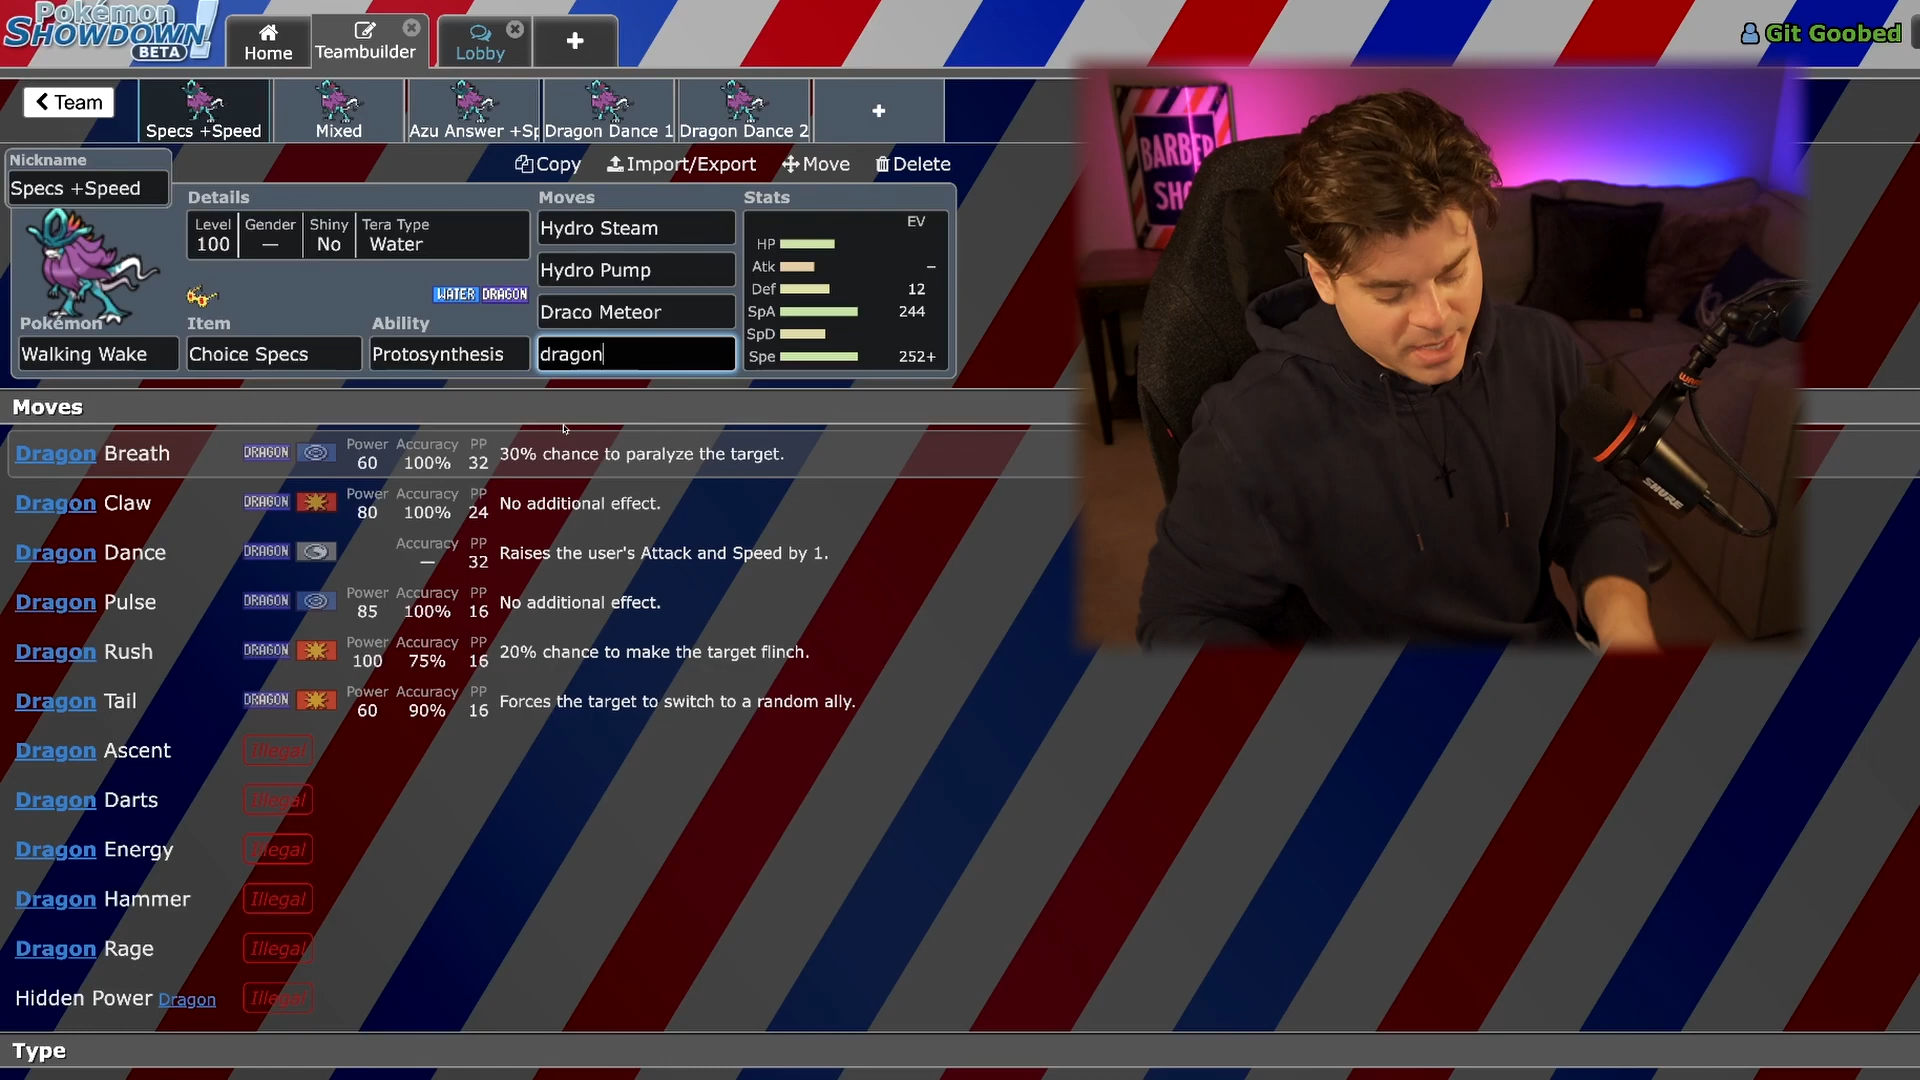 Pokémon
SHOWDOWN!
BETA
Home
Teambuilder
Lobby
Git Goobed
Team
Specs +Speed
Mixed
Azu Answer +Sp
Dragon Dance 1
Dragon Dance 2
Copy
Import/Export
Move
Delete
Nickname
Specs +Speed
Details
Level
100
Gender
—
Shiny
No
Tera Type
Water
WATER DRAGON
Pokémon
Walking Wake
Item
Choice Specs
Ability
Protosynthesis
Moves
Hydro Steam
Hydro Pump
Draco Meteor
dragon
Stats
EV
HP
Atk –
Def 12
SpA 244
SpD
Spe 252+
BARBER
SHO
SHURE
Moves
Dragon Breath DRAGON Power 60 Accuracy 100% PP 32 30% chance to paralyze the target.
Dragon Claw DRAGON Power 80 Accuracy 100% PP 24 No additional effect.
Dragon Dance DRAGON Accuracy — PP 32 Raises the user's Attack and Speed by 1.
Dragon Pulse DRAGON Power 85 Accuracy 100% PP 16 No additional effect.
Dragon Rush DRAGON Power 100 Accuracy 75% PP 16 20% chance to make the target flinch.
Dragon Tail DRAGON Power 60 Accuracy 90% PP 16 Forces the target to switch to a random ally.
Dragon Ascent Illegal
Dragon Darts Illegal
Dragon Energy Illegal
Dragon Hammer Illegal
Dragon Rage Illegal
Hidden Power Dragon Illegal
Type